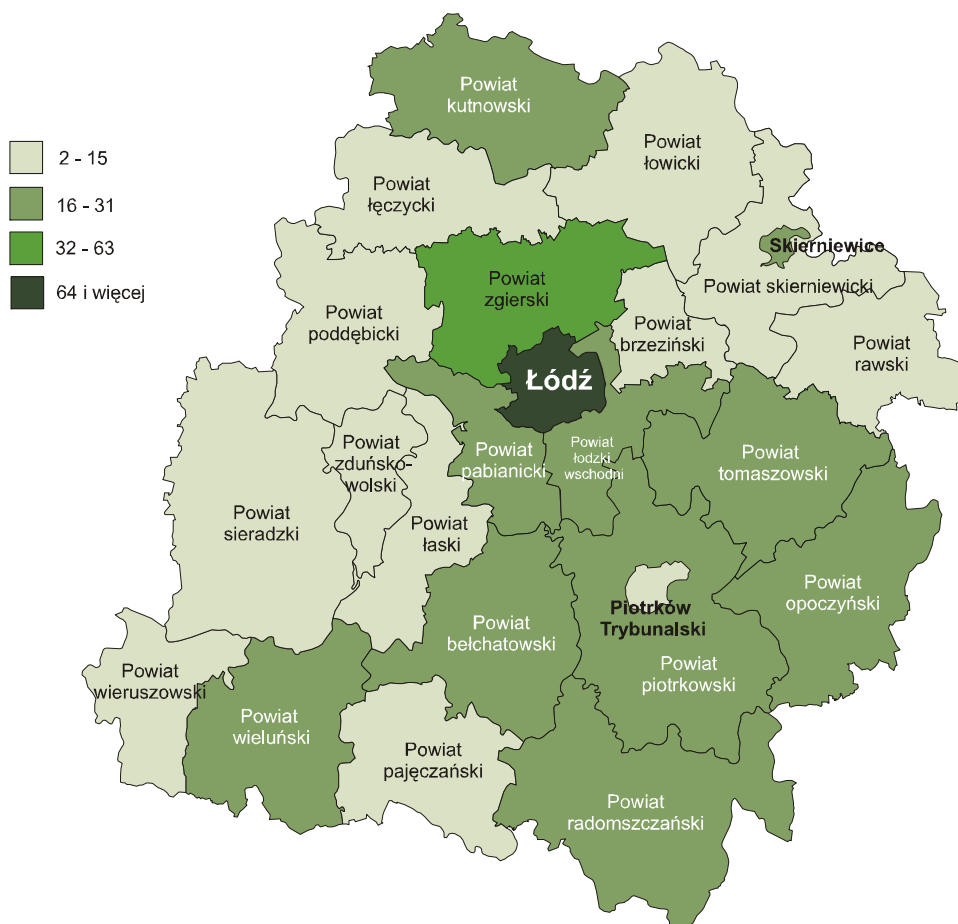 2 - 15
16 - 31
32 - 63
64 i więcej
Powiat
kutnowski
Powiat
łowicki
Powiat
łęczycki
Skierniewice
Powiat
zgierski
Powiat skierniewicki
Powiat
poddębicki
Powiat
brzeziński
Powiat
rawski
Łódź
Powiat
zduńsko-
wolski
Powiat
pabianicki
Powiat
łodzki
wschodni
Powiat
tomaszowski
Powiat
sieradzki
Powiat
łaski
Powiat
opoczyński
Piotrków
Trybunalski
Powiat
bełchatowski
Powiat
piotrkowski
Powiat
wieruszowski
Powiat
wieluński
Powiat
pajęczański
Powiat
radomszczański